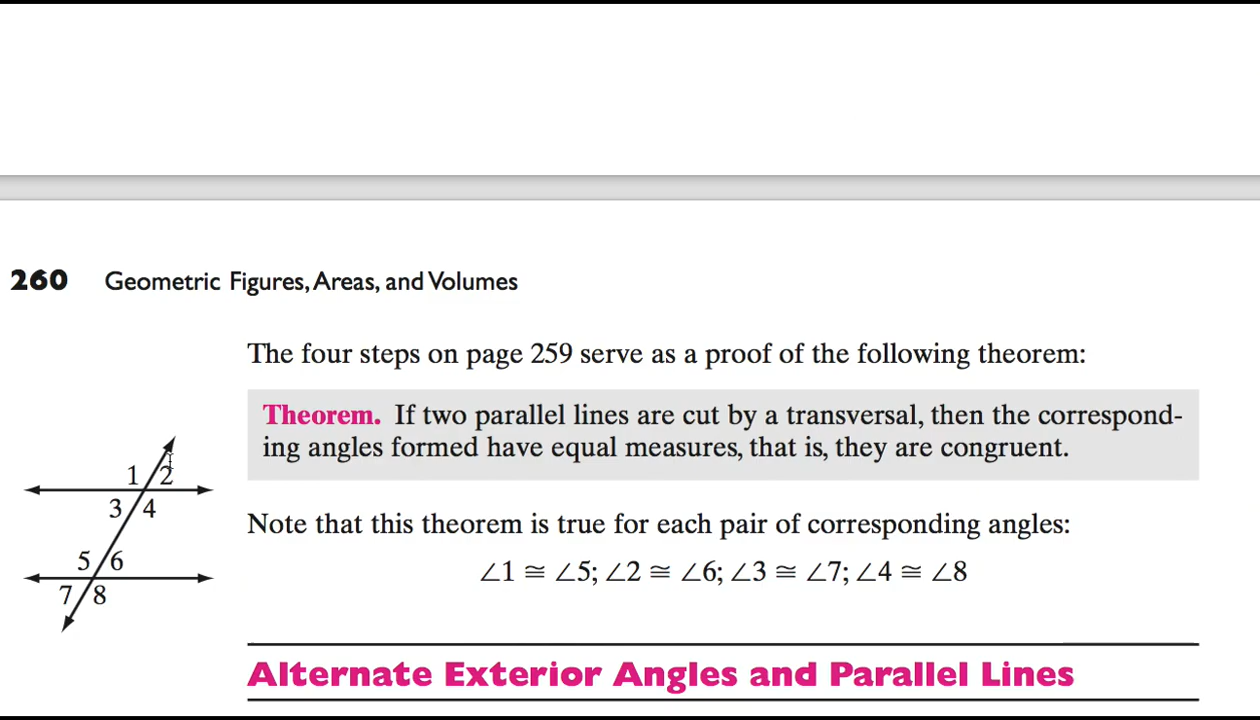 260 Geometric Figures, Areas, and Volumes
The four steps on page 259 serve as a proof of the following theorem:
Theorem. If two parallel lines are cut by a transversal, then the correspond-
ing angles formed have equal measures, that is, they are congruent.
1 2
3 4
5 6
7 8
Note that this theorem is true for each pair of corresponding angles:
∠1 ≅ ∠5; ∠2 ≅ ∠6; ∠3 ≅ ∠7; ∠4 ≅ ∠8
Alternate Exterior Angles and Parallel Lines